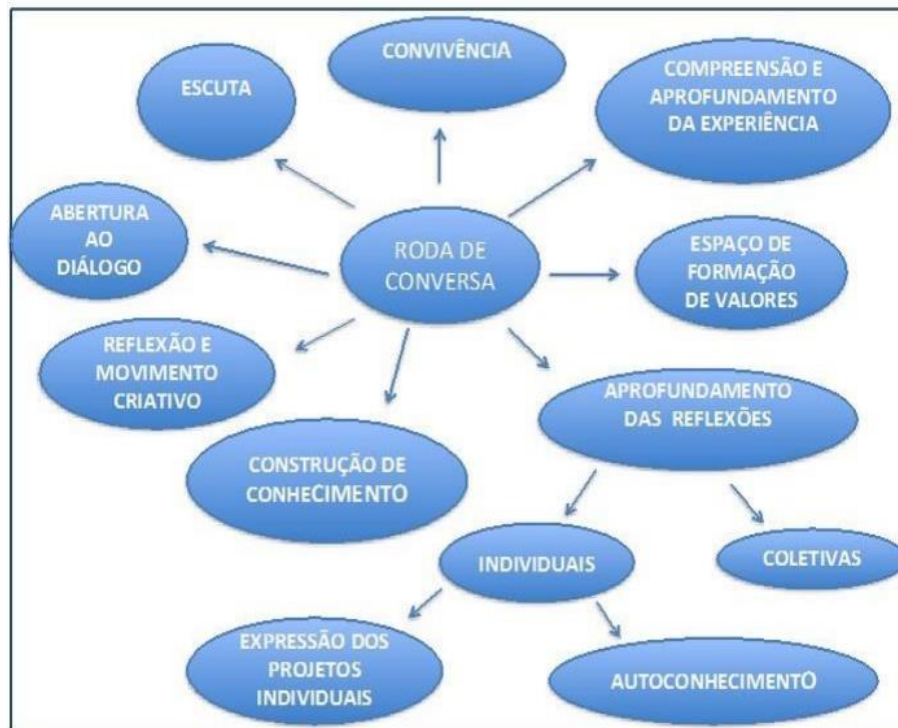 CONVIVÊNCIA
ESCUTA
COMPREENSÃO E
APROFUNDAMENTO
DA EXPERIÊNCIA
ABERTURA
AO
DIÁLOGO
RODA DE
CONVERSA
ESPAÇO DE
FORMAÇÃO
DE VALORES
REFLEXÃO E
MOVIMENTO
CRIATIVO
APROFUNDAMENTO
DAS REFLEXÕES
CONSTRUÇÃO DE
CONHECIMENTO
INDIVIDUAIS
COLETIVAS
EXPRESSÃO DOS
PROJETOS
INDIVIDUAIS
AUTOCONHECIMENTO